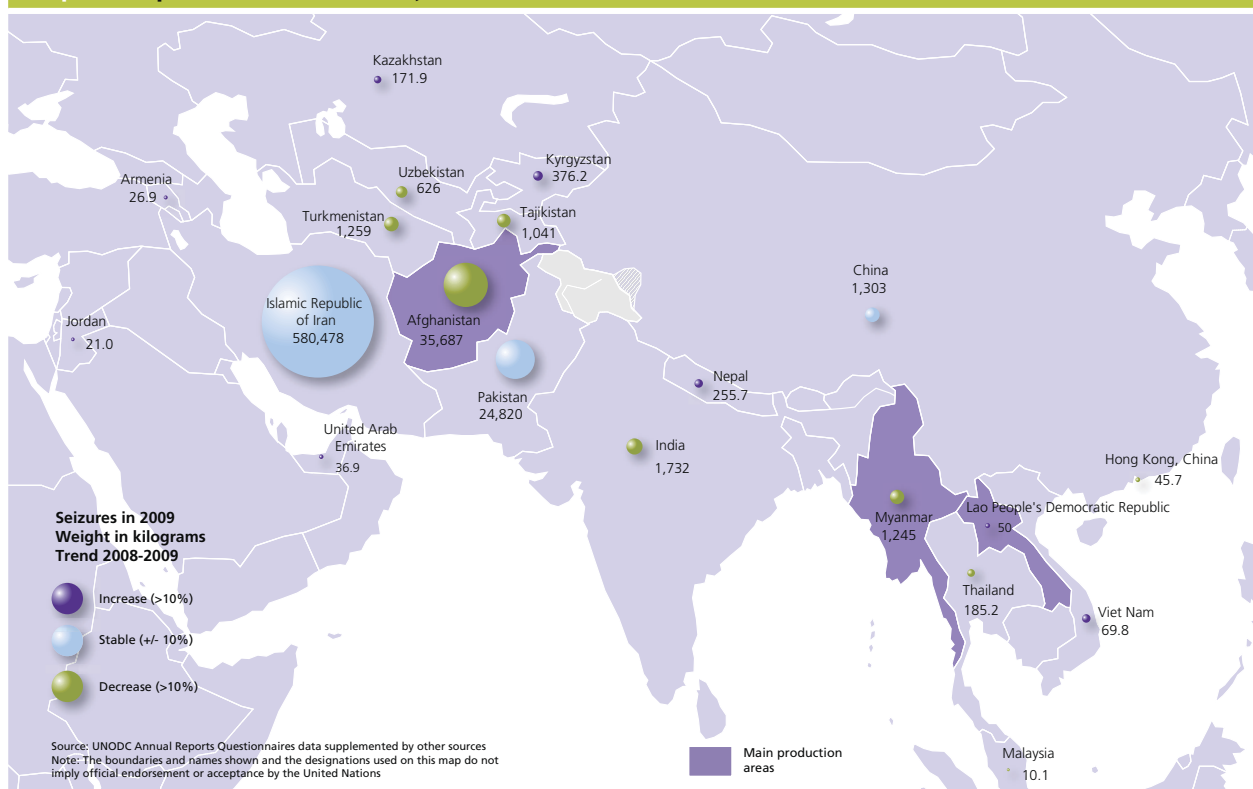 Kazakhstan
171.9
Kyrgyzstan
376.2
Uzbekistan
626
Armenia
26.9
Turkmenistan
1,259
Tajikistan
1,041
China
1,303
Islamic Republic
of Iran
580,478
Afghanistan
35,687
Jordan
21.0
Nepal
255.7
Pakistan
24,820
United Arab
Emirates
36.9
India
1,732
Hong Kong, China
45.7
Lao People's Democratic Republic
50
Myanmar
1,245
Thailand
185.2
Viet Nam
69.8
Malaysia
10.1
Seizures in 2009
Weight in kilograms
Trend 2008-2009
Increase (>10%)
Stable (+/- 10%)
Decrease (>10%)
Source: UNODC Annual Reports Questionnaires data supplemented by other sources
Note: The boundaries and names shown and the designations used on this map do not
imply official endorsement or acceptance by the United Nations
Main production
areas